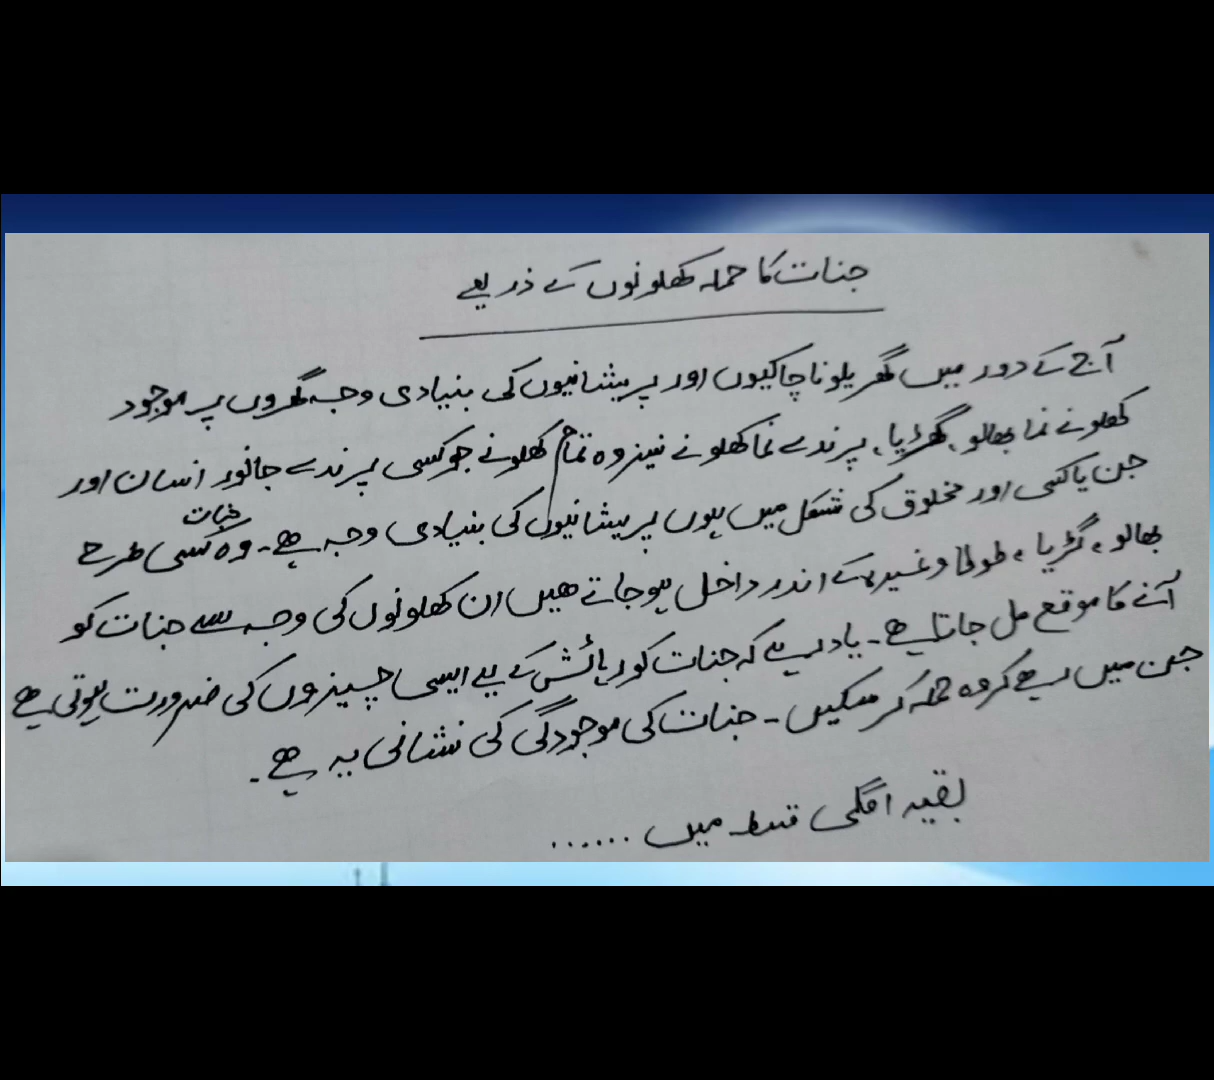 جنات کا حملہ کھلونوں کے ذریعے
آج کے دور میں گھریلو ناچاکیوں اور پریشانیوں کی بنیادی وجہ گھروں پر موجود
کھلونے نما بھالو، گھڑیا، پرندے نما کھلونے نیز وہ تمام کھلونے جو کسی پرندے جانور انسان اور
جن یا کسی اور مخلوق کی شکل میں ہوں پریشانیوں کی بنیادی وجہ ہے۔ وہ جنات کسی طرح
بھالو، گڑیا، طوطا وغیرہ کے اندر داخل ہو جاتے ھیں ان کھلونوں کی وجہ سے جنات کو
آنے کا موقع مل جاتا ہے۔ یاد رہے کہ جنات کو رہائش کے لیے ایسی چیزوں کی ضرورت ہوتی ہے
جن میں رہے کر وہ حملہ کر سکیں۔ جنات کی موجودگی کی نشانی یہ ہے۔
بقیہ اگلی قسط میں ......